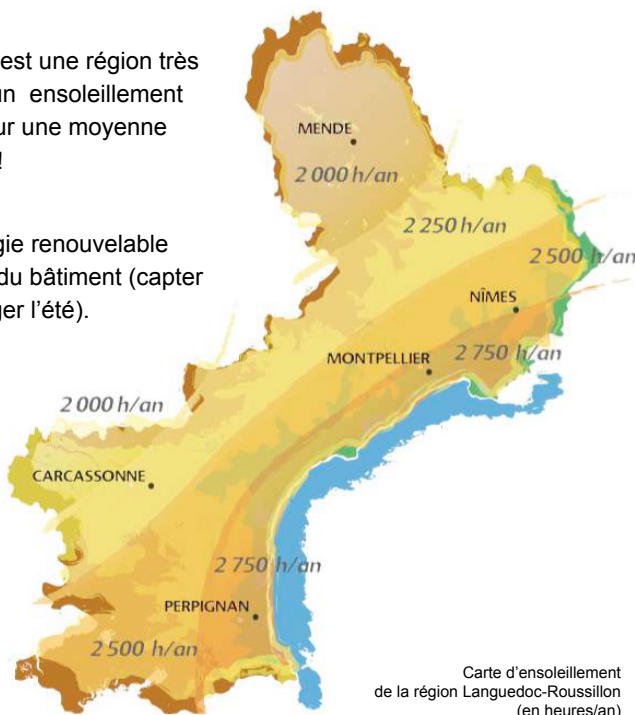 est une région très
un ensoleillement
ur une moyenne
!
gie renouvelable
du bâtiment (capter
ger l’été).
MENDE
2 000 h/an
2 250 h/an
2 500 h/an
NÎMES
2 750 h/an
MONTPELLIER
2 000 h/an
CARCASSONNE
2 750 h/an
PERPIGNAN
2 500 h/an
Carte d’ensoleillement
de la région Languedoc-Roussillon
(en heures/an)